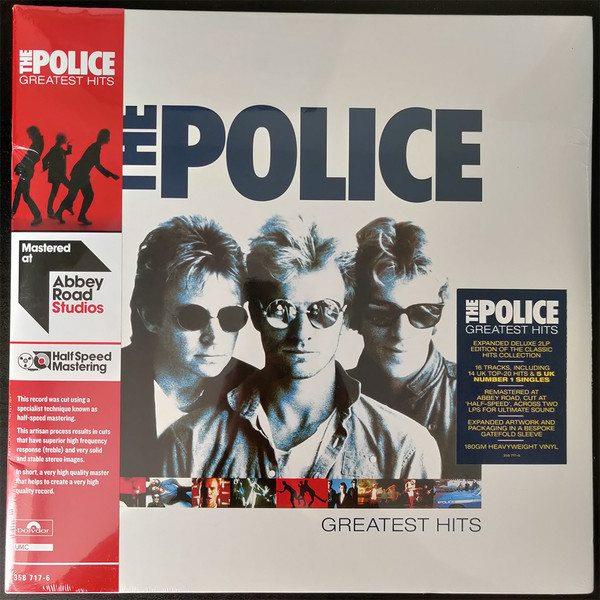 THE POLICE
GREATEST HITS
Mastered
at
Abbey
Road
Studios
Half Speed
Mastering
This record was cut using a
specialist technique known as
half-speed mastering.
This artisan process results in cuts
that have superior high frequency
response (treble) and very solid
and stable stereo images.
In short, a very high quality master
that helps to create a very high
quality record.
Polydor
UMC
358 717-6
THE POLICE
THE POLICE
GREATEST HITS
EXPANDED DELUXE 2LP
EDITION OF THE CLASSIC
HITS COLLECTION
16 TRACKS, INCLUDING
14 UK TOP-20 HITS & 5 UK
NUMBER 1 SINGLES
REMASTERED AT
ABBEY ROAD, CUT AT
'HALF-SPEED', ACROSS TWO
LPS FOR ULTIMATE SOUND
EXPANDED ARTWORK AND
PACKAGING IN A BESPOKE
GATEFOLD SLEEVE
180GM HEAVYWEIGHT VINYL
358 717-6
GREATEST HITS